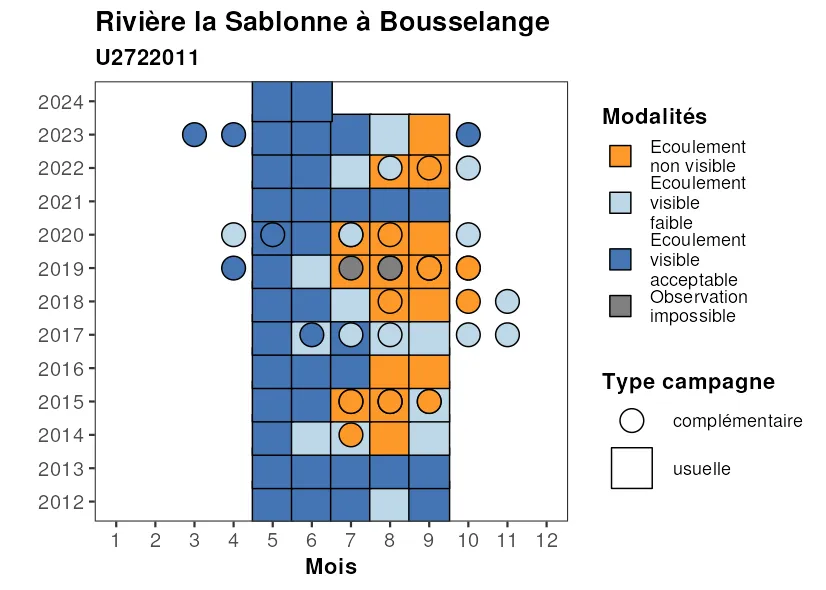 Rivière la Sablonne à Bousselange
U2722011
2024
2023
2022
2021
2020
2019
2018
2017
2016
2015
2014
2013
2012
1 2 3 4 5 6 7 8 9 10 11 12
Mois
Modalités
Ecoulement
non visible
Ecoulement
visible
faible
Ecoulement
visible
acceptable
Observation
impossible
Type campagne
complémentaire
usuelle